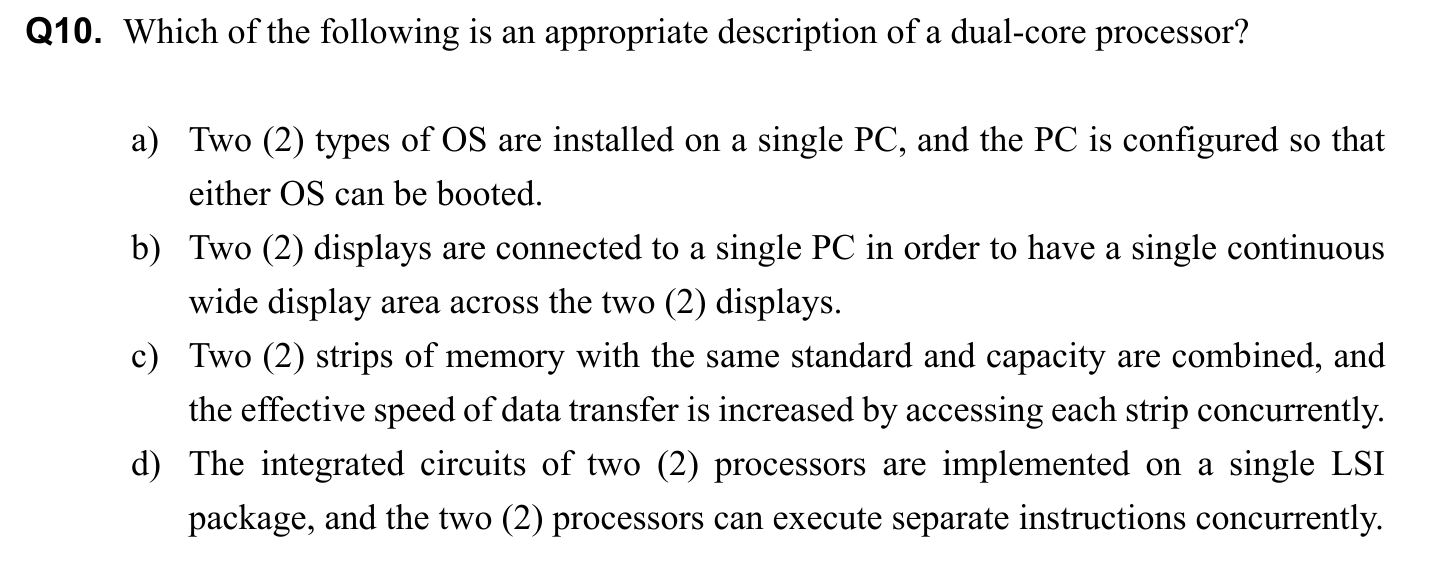 Q10. Which of the following is an appropriate description of a dual-core processor?
a) Two (2) types of OS are installed on a single PC, and the PC is configured so that
either OS can be booted.
b) Two (2) displays are connected to a single PC in order to have a single continuous
wide display area across the two (2) displays.
c) Two (2) strips of memory with the same standard and capacity are combined, and
the effective speed of data transfer is increased by accessing each strip concurrently.
d) The integrated circuits of two (2) processors are implemented on a single LSI
package, and the two (2) processors can execute separate instructions concurrently.